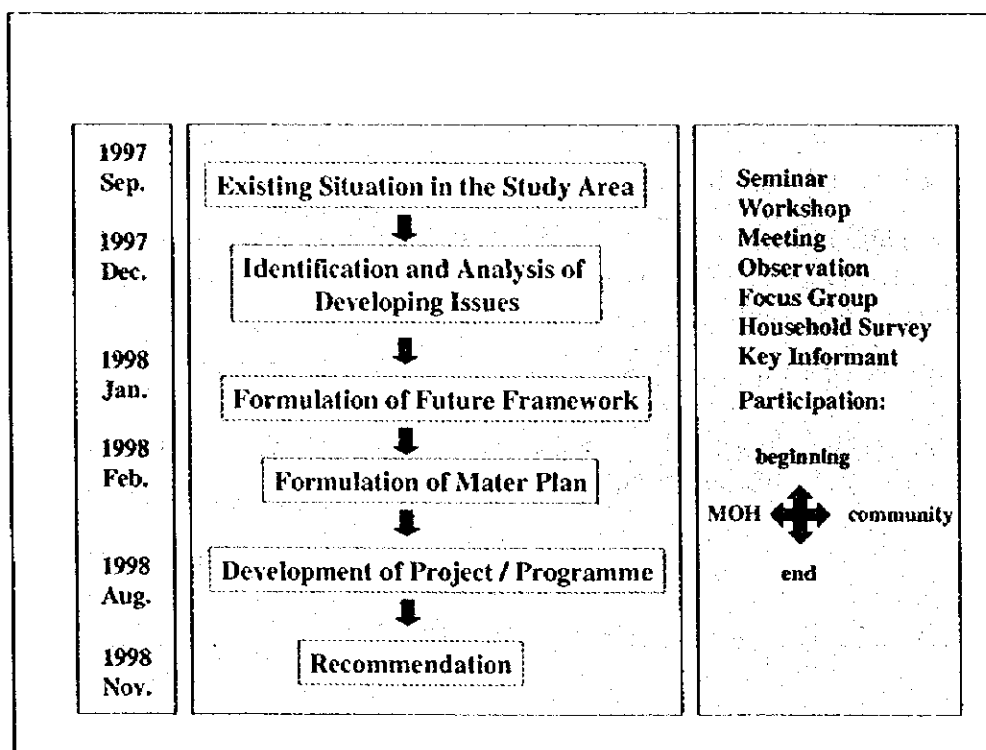 1997
Sep.
1997
Dec.
1998
Jan.
1998
Feb.
1998
Aug.
1998
Nov.
Existing Situation in the Study Area
Identification and Analysis of
Developing Issues
Formulation of Future Framework
Formulation of Mater Plan
Development of Project / Programme
Recommendation
Seminar
Workshop
Meeting
Observation
Focus Group
Household Survey
Key Informant
Participation:
beginning
MOH community
end